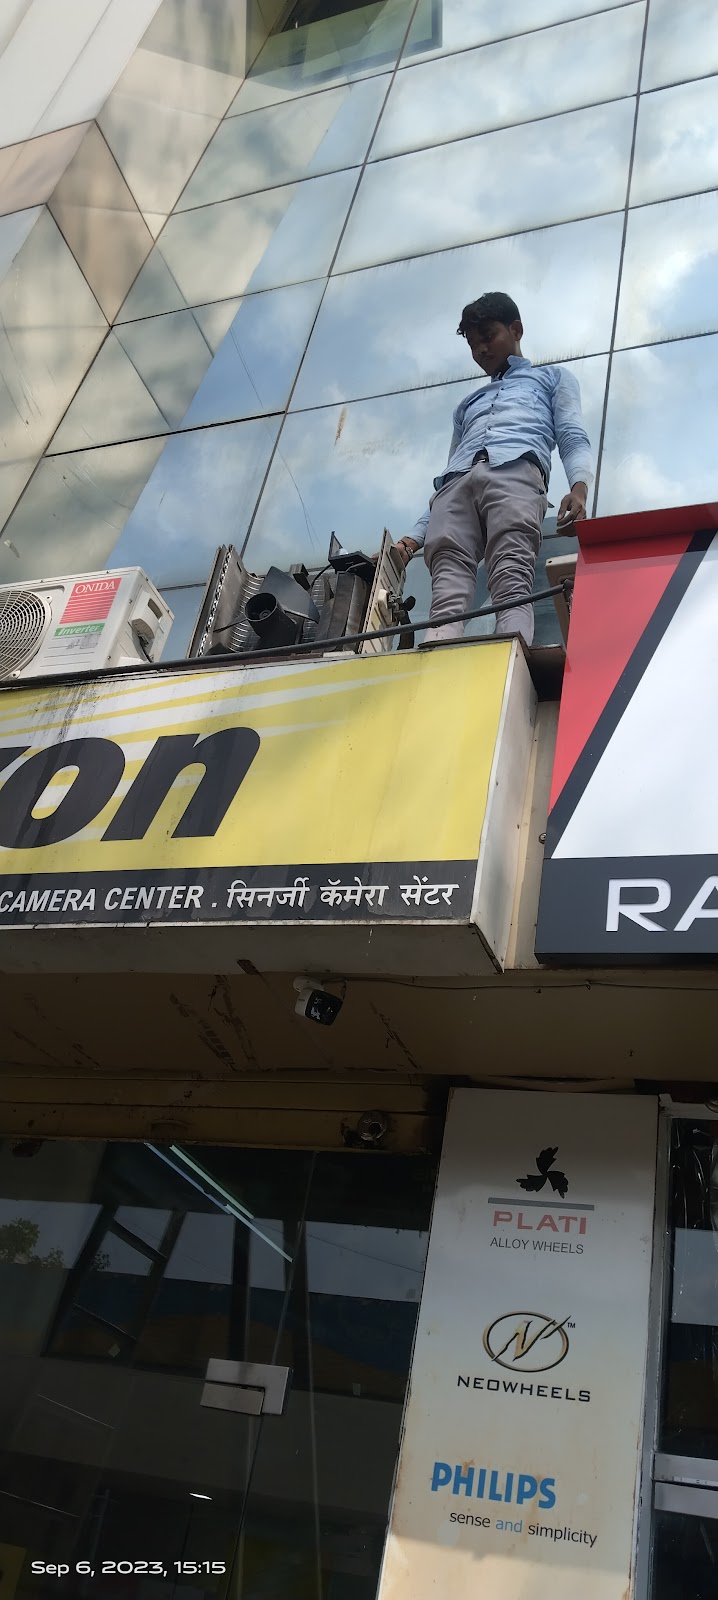 ONIDA
Inverter
kon
CAMERA CENTER . सिनर्जी कॅमेरा सेंटर
RA
PLATI
ALLOY WHEELS
N TM
NEOWHEELS
PHILIPS
sense and simplicity
Sep 6, 2023, 15:15